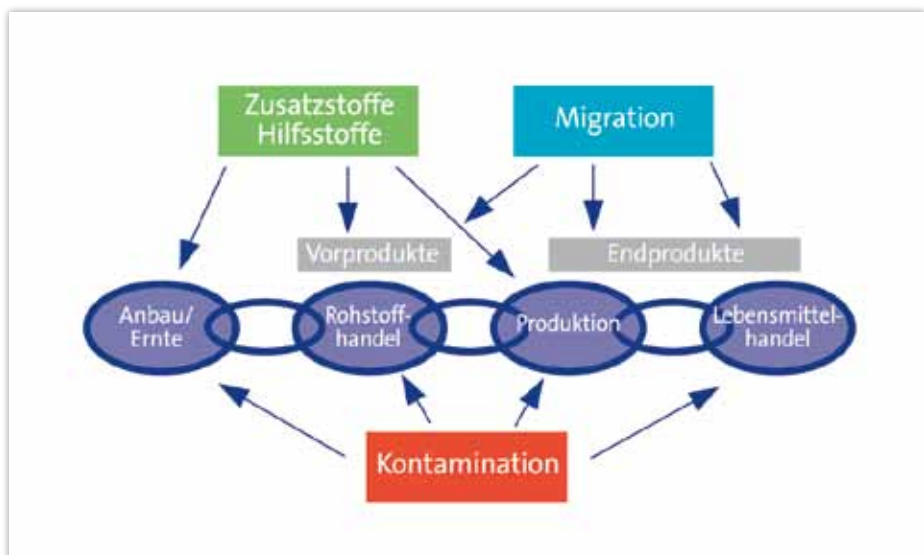 Zusatzstoffe
Hilfsstoffe
Migration
Vorprodukte
Endprodukte
Anbau/
Ernte
Rohstoff-
handel
Produktion
Lebensmittel-
handel
Kontamination